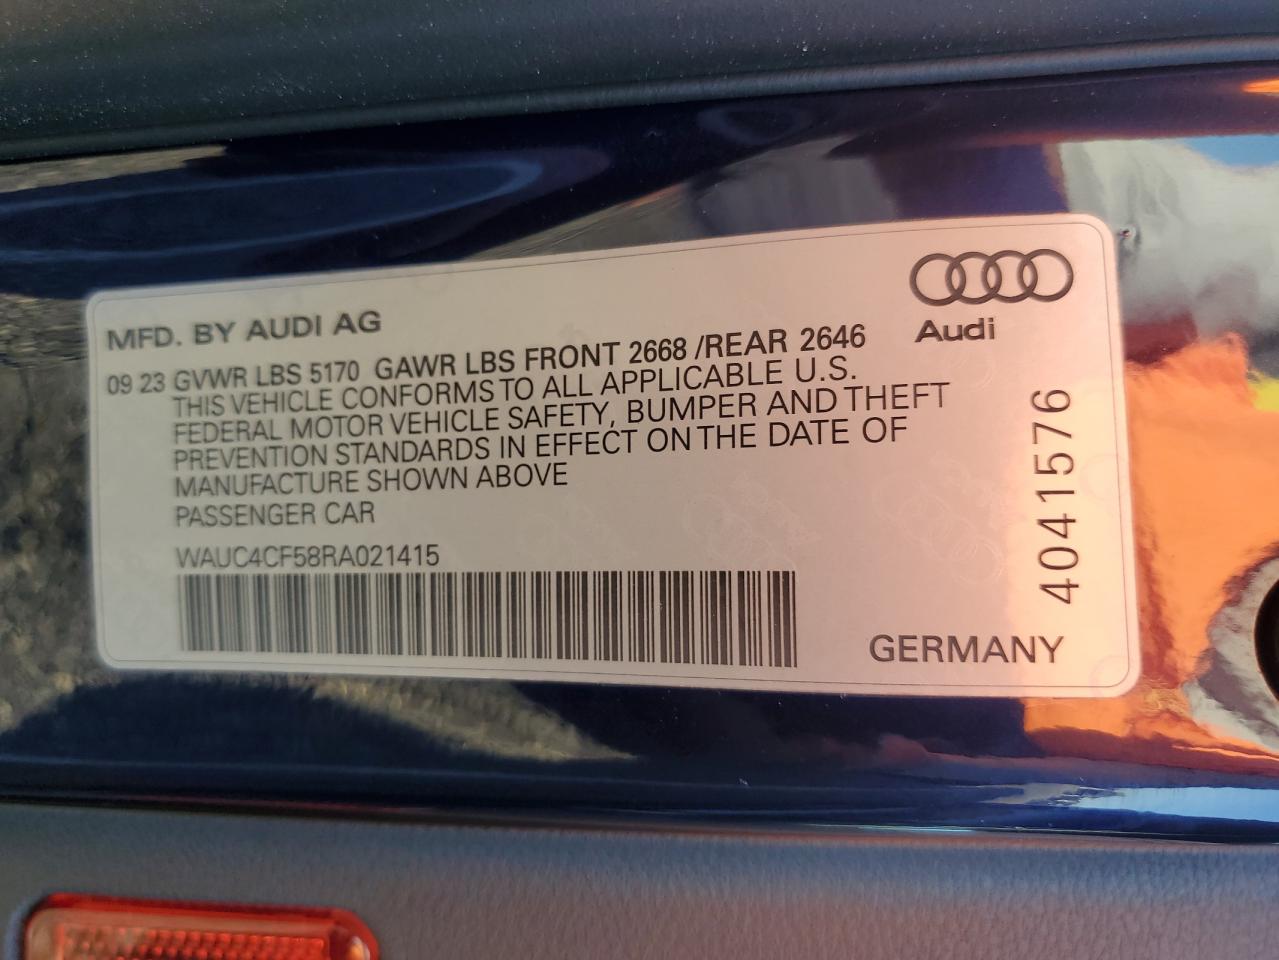 MFD. BY AUDI AG
Audi
09 23 GVWR LBS 5170 GAWR LBS FRONT 2668 /REAR 2646
THIS VEHICLE CONFORMS TO ALL APPLICABLE U.S.
FEDERAL MOTOR VEHICLE SAFETY, BUMPER AND THEFT
PREVENTION STANDARDS IN EFFECT ON THE DATE OF
MANUFACTURE SHOWN ABOVE
PASSENGER CAR
WAUC4CF58RA021415
4041576
GERMANY